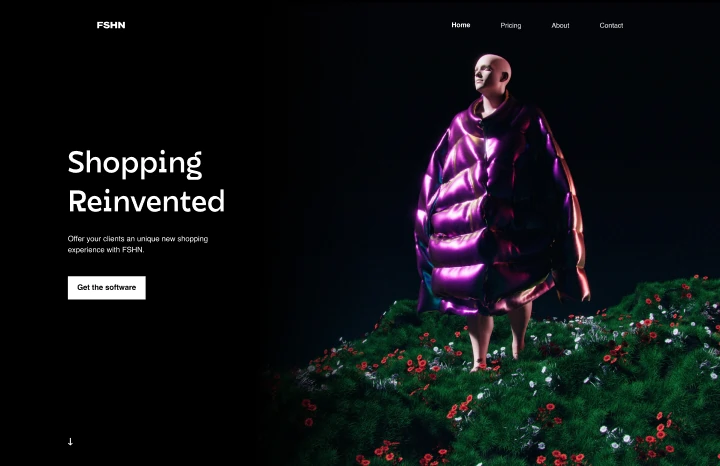 FSHN
Home
Pricing
About
Contact
Shopping
Reinvented
Offer your clients an unique new shopping
experience with FSHN.
Get the software
↓